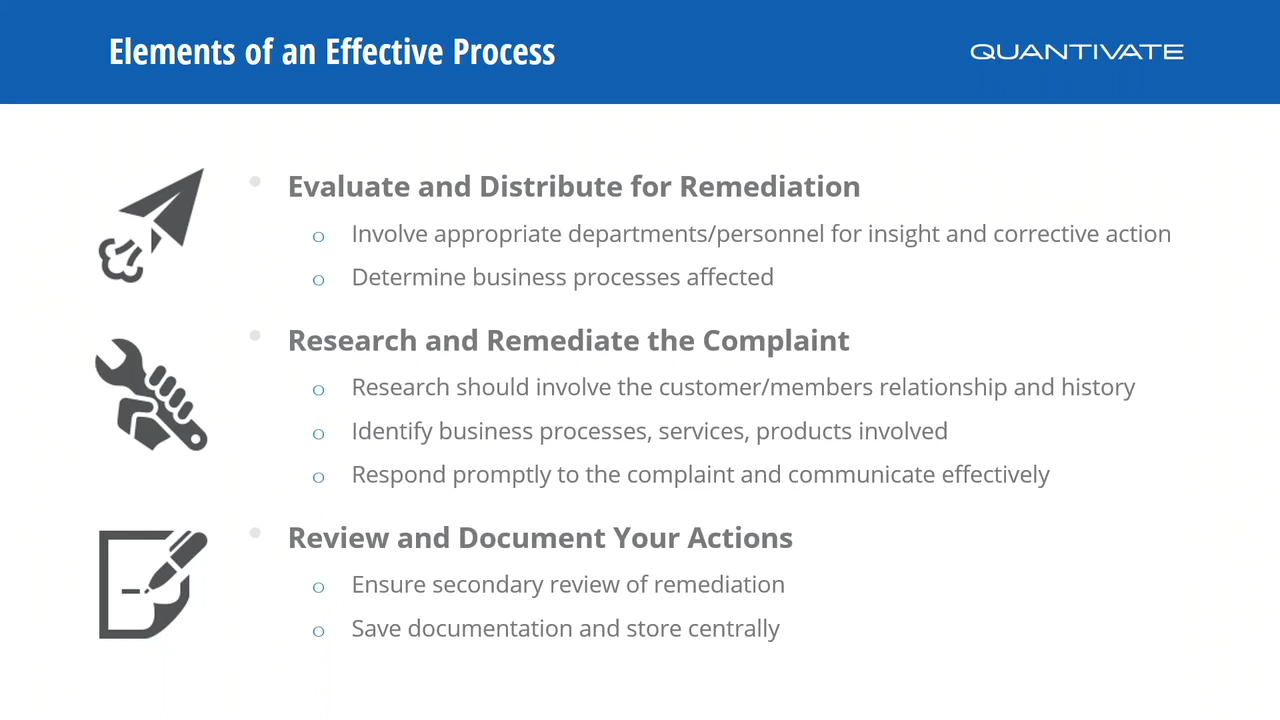 Elements of an Effective Process
QUANTIVATE
Evaluate and Distribute for Remediation
Involve appropriate departments/personnel for insight and corrective action
Determine business processes affected
Research and Remediate the Complaint
Research should involve the customer/members relationship and history
Identify business processes, services, products involved
Respond promptly to the complaint and communicate effectively
Review and Document Your Actions
Ensure secondary review of remediation
Save documentation and store centrally